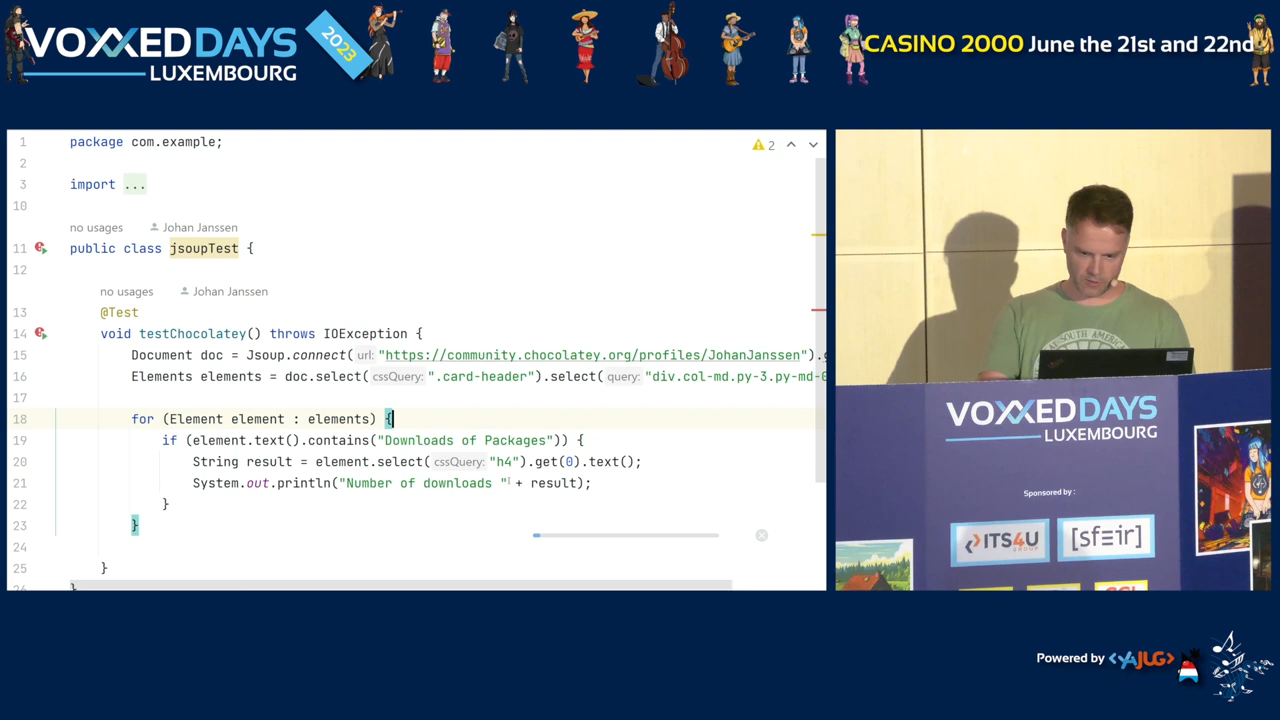 VOXXED DAYS
LUXEMBOURG
2023
CASINO 2000 June the 21st and 22nd
1 package com.example;
2
3 import ...
10
no usages Johan Janssen
11 public class jsoupTest {
12
no usages Johan Janssen
13 @Test
14 void testChocolatey() throws IOException {
15 Document doc = Jsoup.connect( url: "https://community.chocolatey.org/profiles/JohanJanssen").
16 Elements elements = doc.select( cssQuery: ".card-header").select( query: "div.col-md.py-3.py-md-0
17
18 for (Element element : elements) {
19 if (element.text().contains("Downloads of Packages")) {
20 String result = element.select( cssQuery: "h4").get(0).text();
21 System.out.println("Number of downloads " + result);
22 }
23 }
24
25 }
}
2
VOXXED DAYS
LUXEMBOURG
Sponsored by :
ITS4U
GROUP
[sfeir]
Powered by <YAJUG>